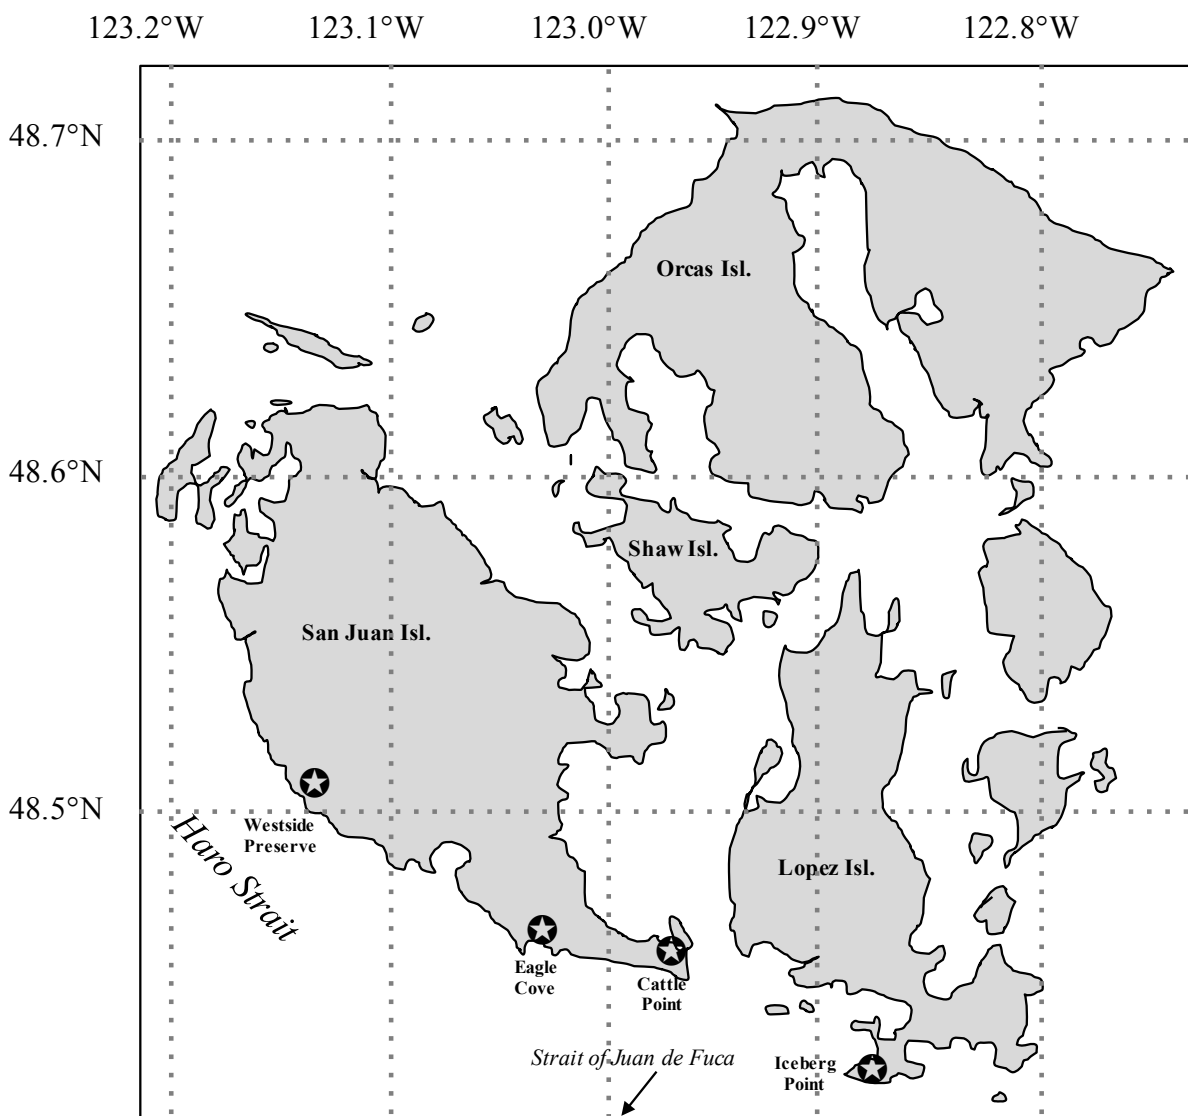 123.2°W 123.1°W 123.0°W 122.9°W 122.8°W
48.7°N
Orcas Isl.
48.6°N
Shaw Isl.
San Juan Isl.
48.5°N
Westside
Preserve
Haro Strait
Lopez Isl.
Eagle
Cove
Cattle
Point
Strait of Juan de Fuca
Iceberg
Point